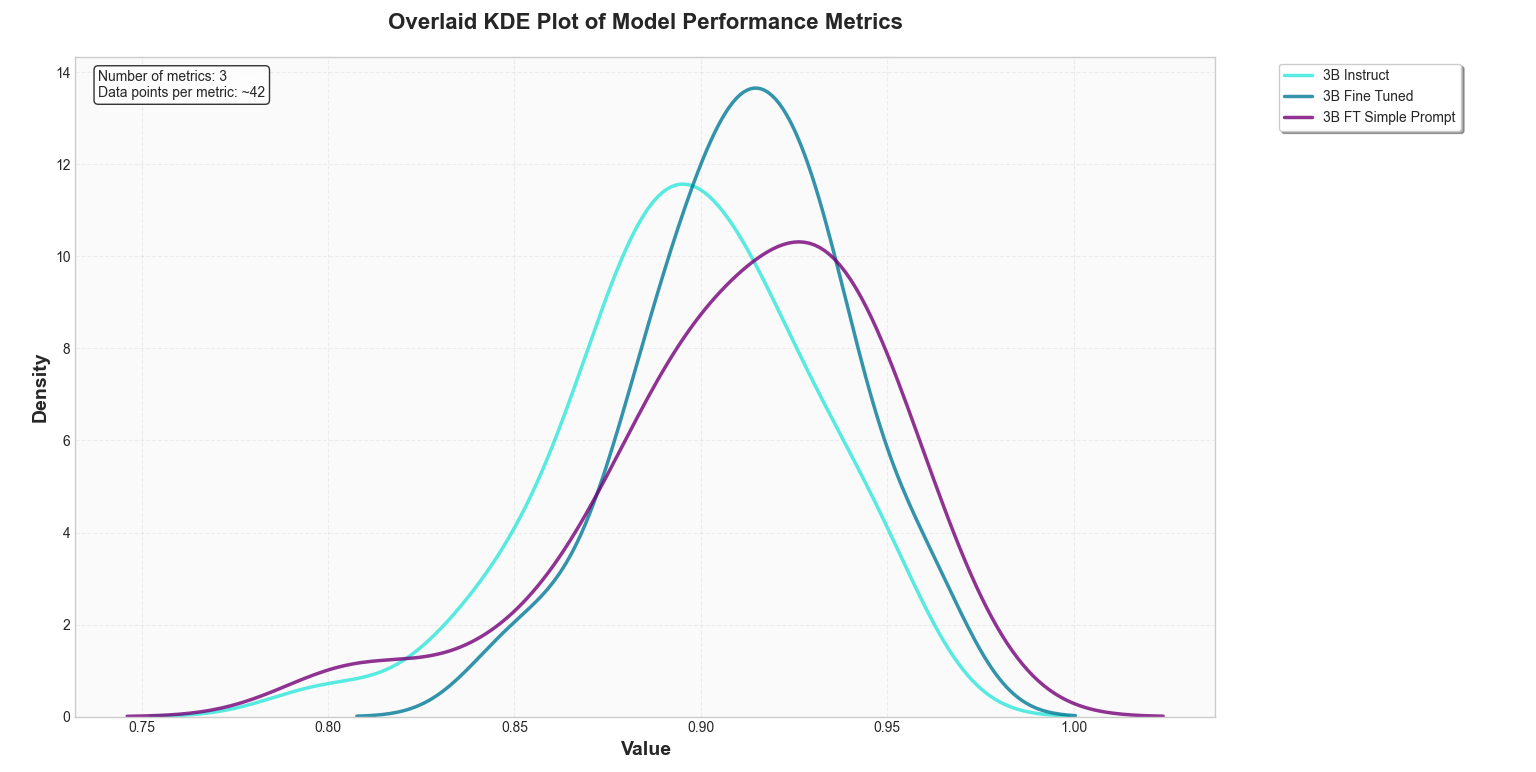 Overlaid KDE Plot of Model Performance Metrics
Number of metrics: 3
Data points per metric: ~42
3B Instruct
3B Fine Tuned
3B FT Simple Prompt
Density
14
12
10
8
6
4
2
0
0.75 0.80 0.85 0.90 0.95 1.00
Value